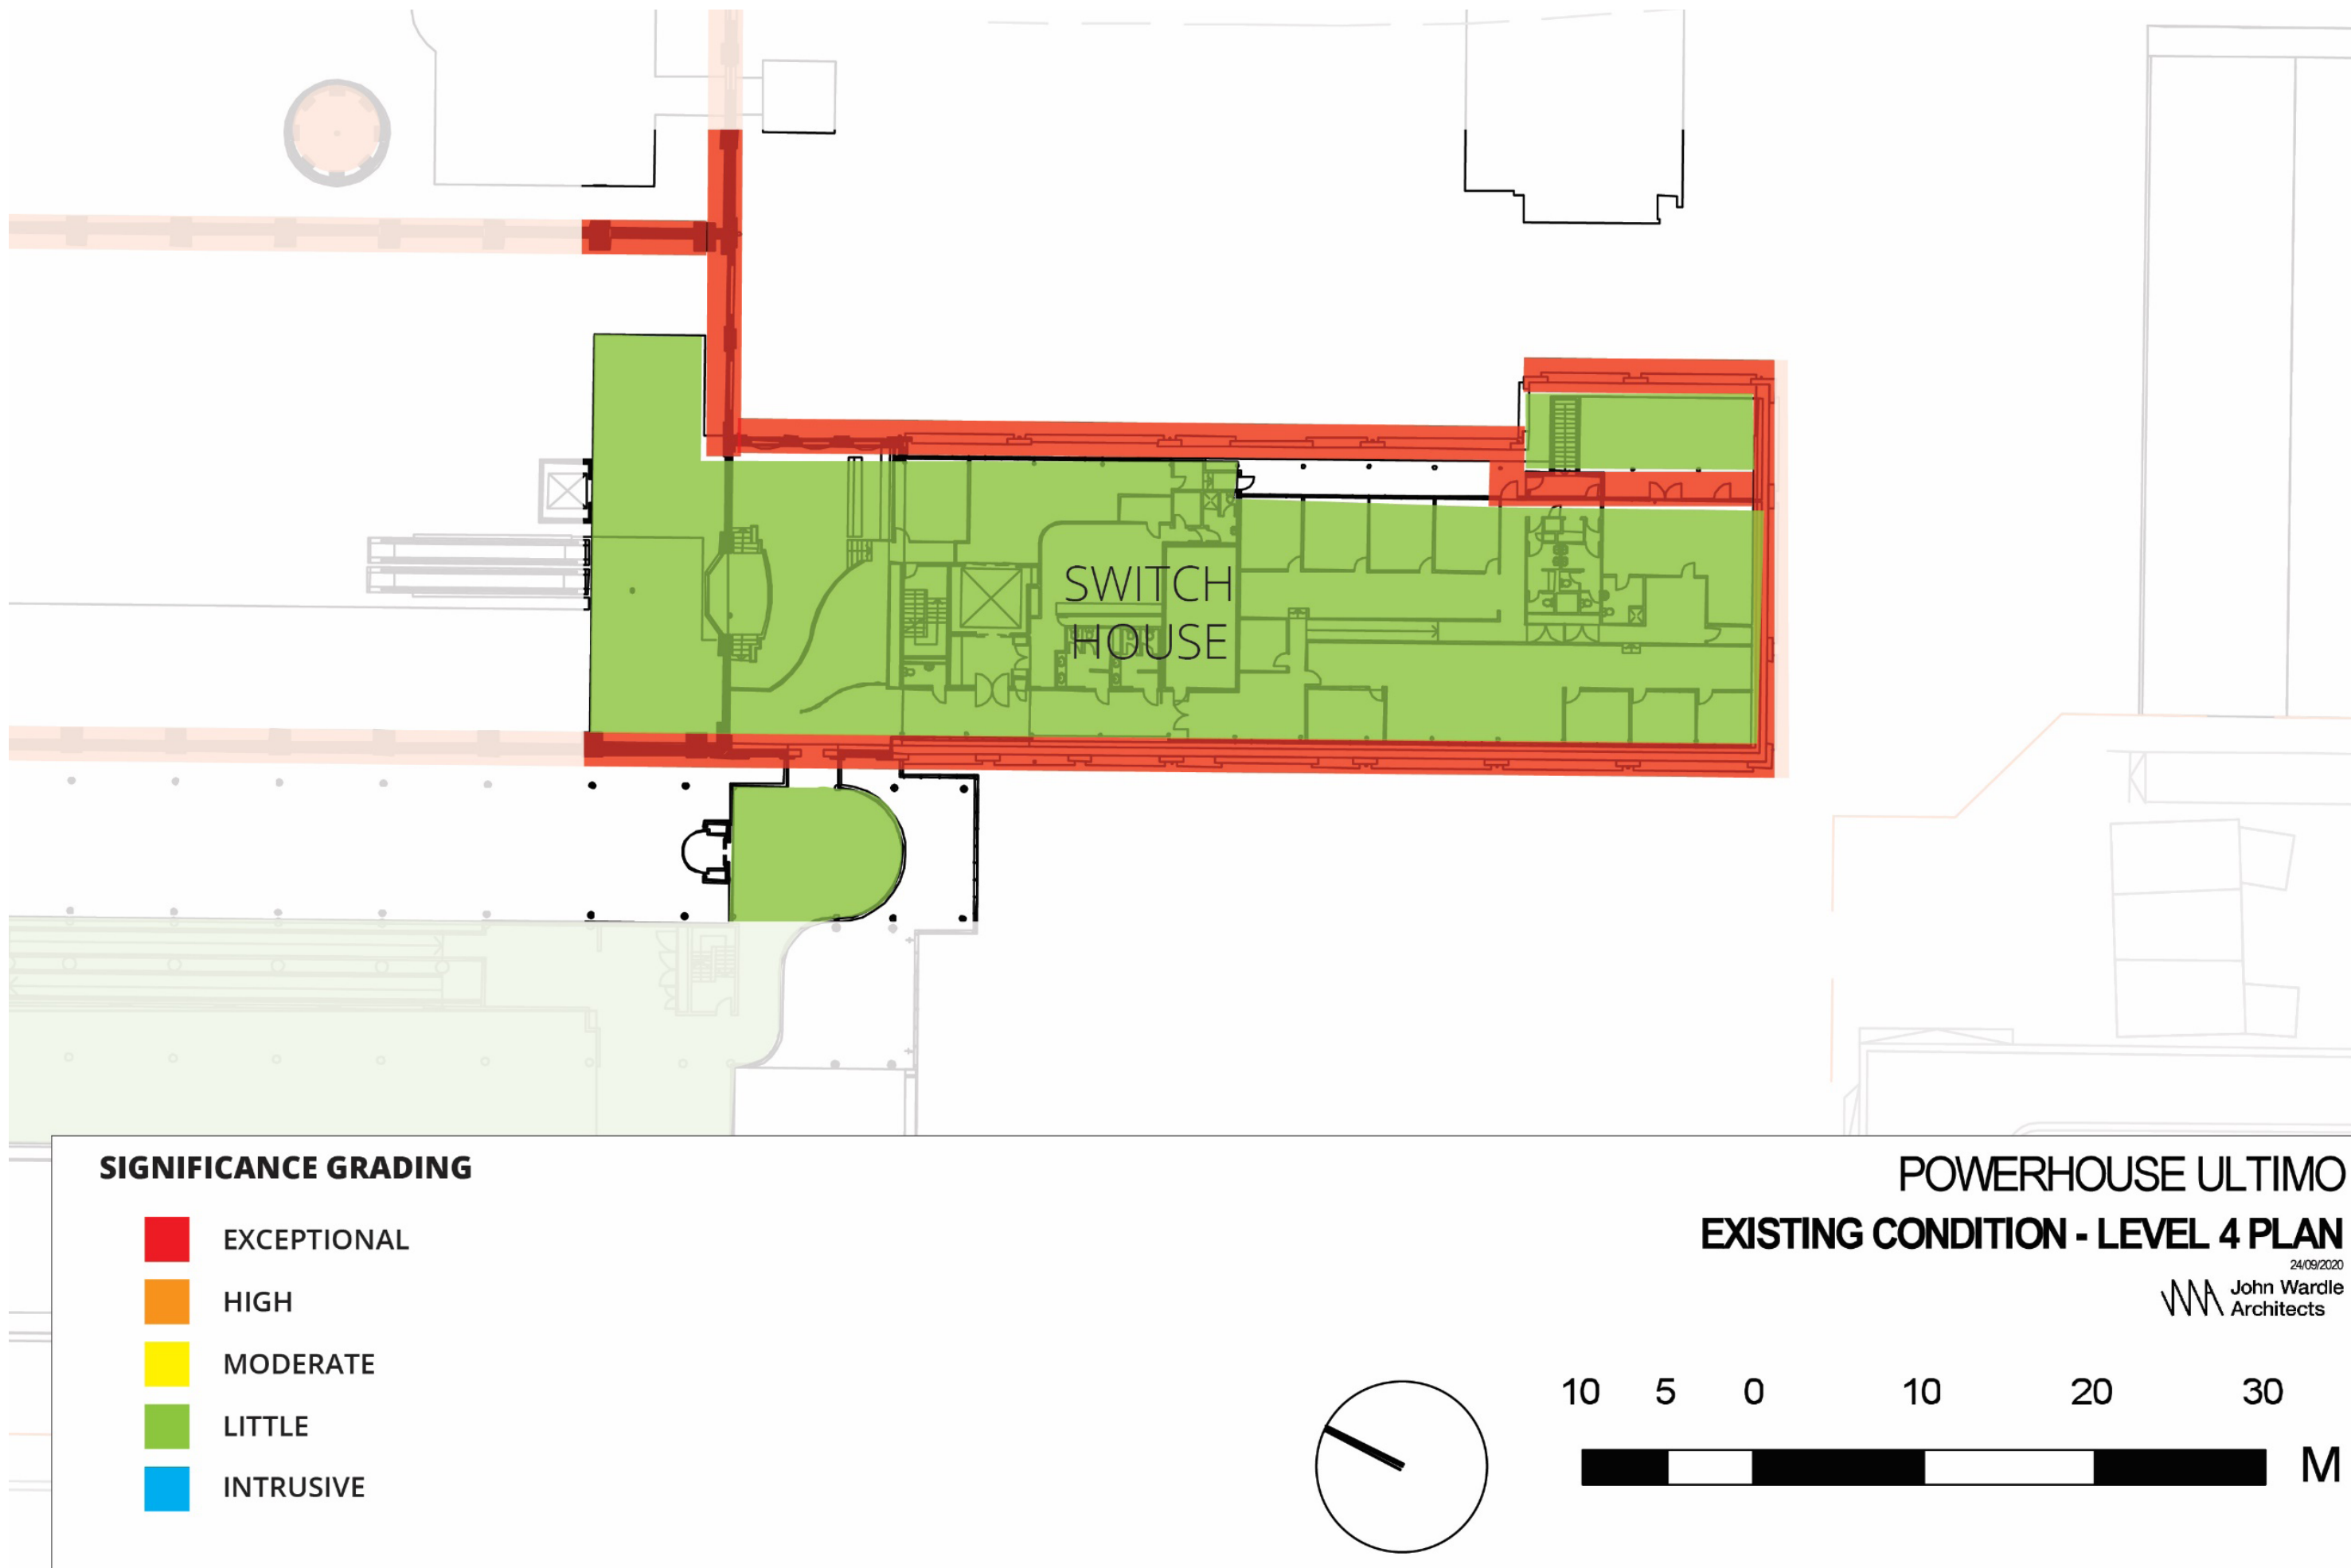 SWITCH
HOUSE
SIGNIFICANCE GRADING
EXCEPTIONAL
HIGH
MODERATE
LITTLE
INTRUSIVE
POWERHOUSE ULTIMO
EXISTING CONDITION - LEVEL 4 PLAN
24/09/2020
John Wardle
Architects
10 5 0 10 20 30
M